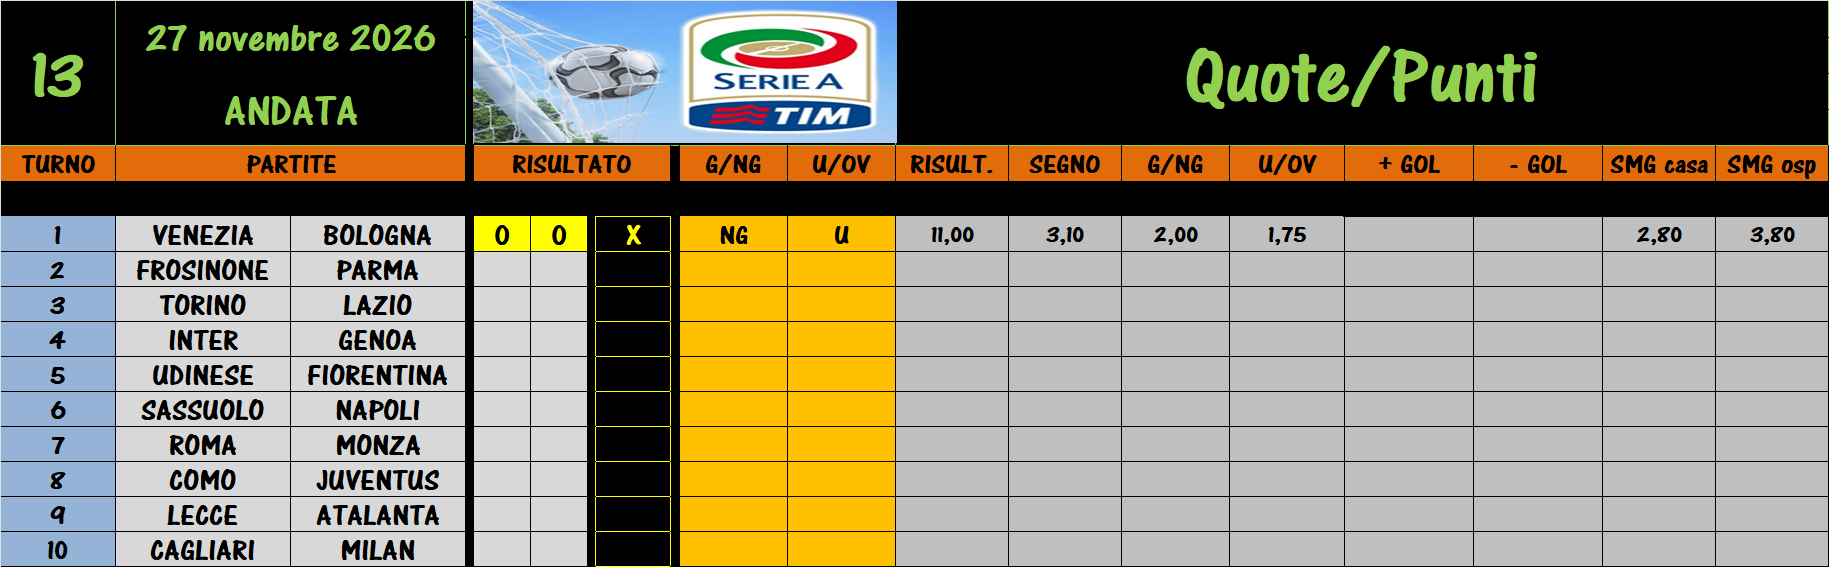 13
27 novembre 2026
ANDATA
SERIE A
TIM
Quote/Punti
TURNO PARTITE RISULTATO G/NG U/OV RISULT. SEGNO G/NG U/OV + GOL - GOL SMG casa SMG osp
1 VENEZIA BOLOGNA 0 0 X NG U 11,00 3,10 2,00 1,75 2,80 3,80
2 FROSINONE PARMA
3 TORINO LAZIO
4 INTER GENOA
5 UDINESE FIORENTINA
6 SASSUOLO NAPOLI
7 ROMA MONZA
8 COMO JUVENTUS
9 LECCE ATALANTA
10 CAGLIARI MILAN